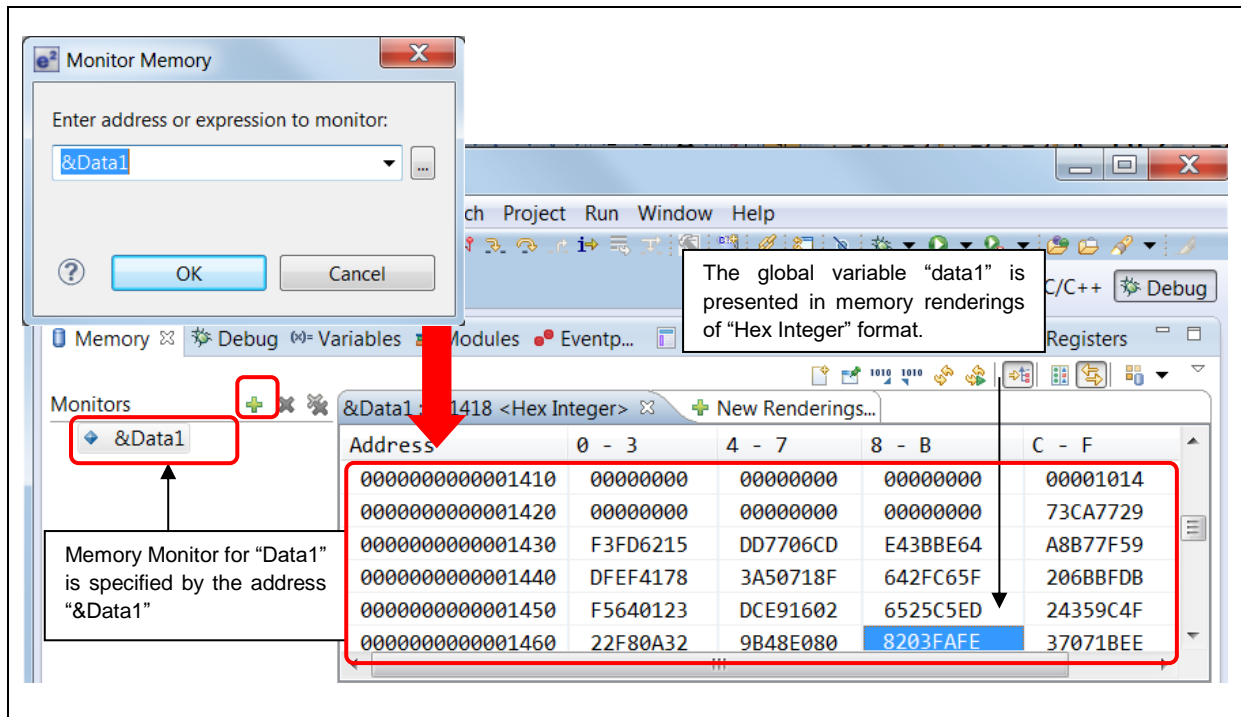 e² Monitor Memory
Enter address or expression to monitor:
&Data1
...
OK Cancel
ch Project Run Window Help
The global variable “data1” is
presented in memory renderings
of “Hex Integer” format.
C/C++ Debug
Memory Debug (x)= Variables Modules Eventp... Registers
Monitors
&Data1
&Data1 : 1418 <Hex Integer> New Renderings...
Address 0 - 3 4 - 7 8 - B C - F
0000000000001410 00000000 00000000 00000000 00001014
0000000000001420 00000000 00000000 00000000 73CA7729
0000000000001430 F3FD6215 DD7706CD E43BBE64 A8B77F59
0000000000001440 DFEF4178 3A50718F 642FC65F 206BBFDB
0000000000001450 F5640123 DCE91602 6525C5ED 24359C4F
0000000000001460 22F80A32 9B48E080 8203FAFE 37071BEE
Memory Monitor for “Data1”
is specified by the address
“&Data1”